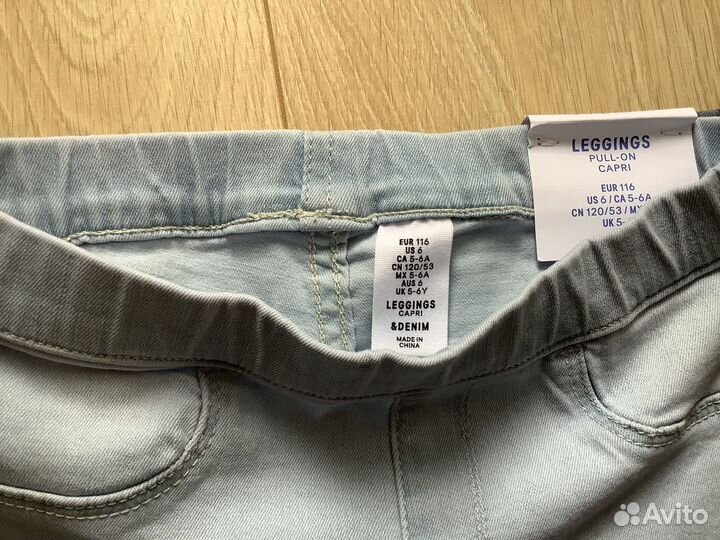 LEGGINGS
PULL-ON
CAPRI
EUR 116
US 6 / CA 5-6A
CN 120/53 /
UK 5-
EUR 116
US 6
CA 5-6A
CN 120/53
MX 5-6A
AUS 6
UK 5-6Y
LEGGINGS
CAPRI
&DENIM
MADE IN
CHINA
Avito